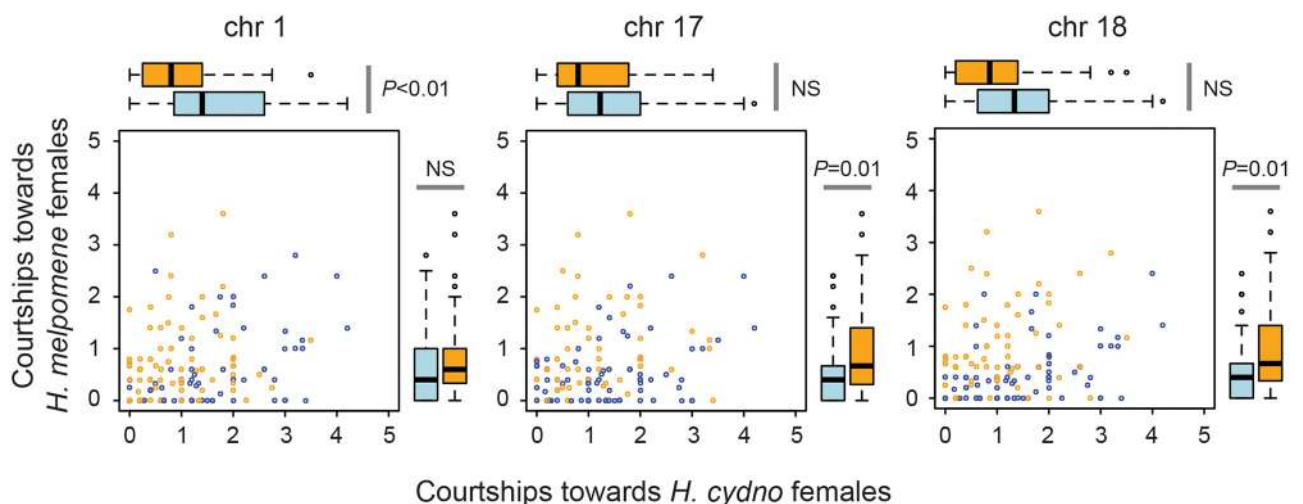 chr 1
chr 17
chr 18
P<0.01
NS
NS
Courtships towards
H. melpomene females
5
4
3
2
1
0
NS
0 1 2 3 4 5
5
4
3
2
1
0
P=0.01
0 1 2 3 4 5
5
4
3
2
1
0
P=0.01
0 1 2 3 4 5
Courtships towards H. cydno females